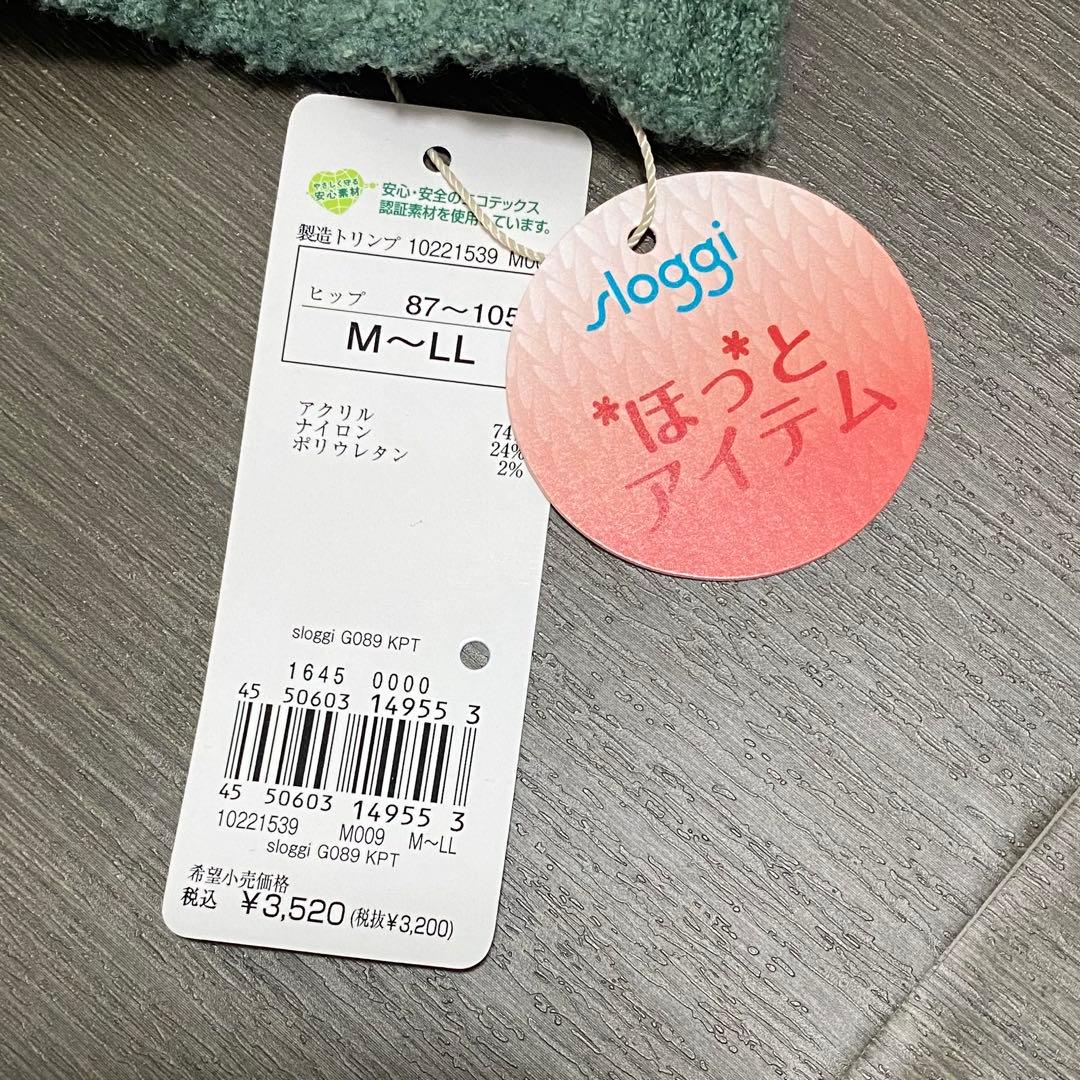 やさしく守る
安心素材
安心・安全のエコテックス
認証素材を使用しています。
製造トリンプ 10221539
ヒップ 87〜105
M〜LL
アクリル 74
ナイロン 24%
ポリウレタン 2%
sloggi G089 KPT
1645 0000
45 50603 14955 3
45 50603 14955 3
10221539 M009 M〜LL
sloggi G089 KPT
希望小売価格
税込 ¥3,520 (税抜¥3,200)
sloggi
*ほっ*と
アイテム